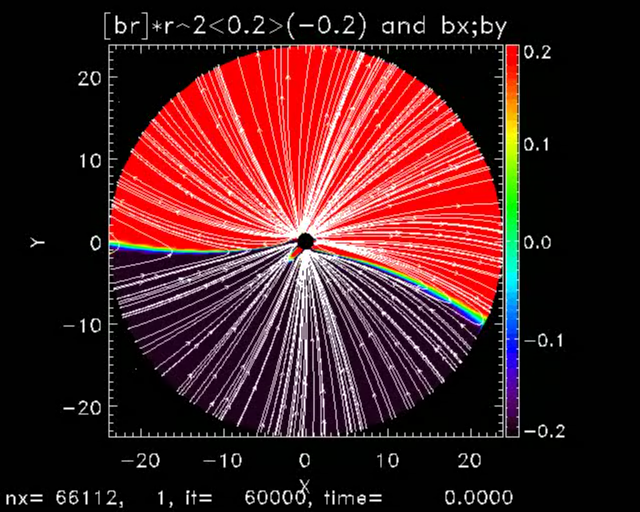 [br]*r^2<0.2>(-0.2) and bx;by
20
10
0
-10
-20
Y
-20 -10 0 10 20
X
0.2
0.1
0.0
-0.1
-0.2
nx= 66112, 1, it= 60000, time= 0.0000